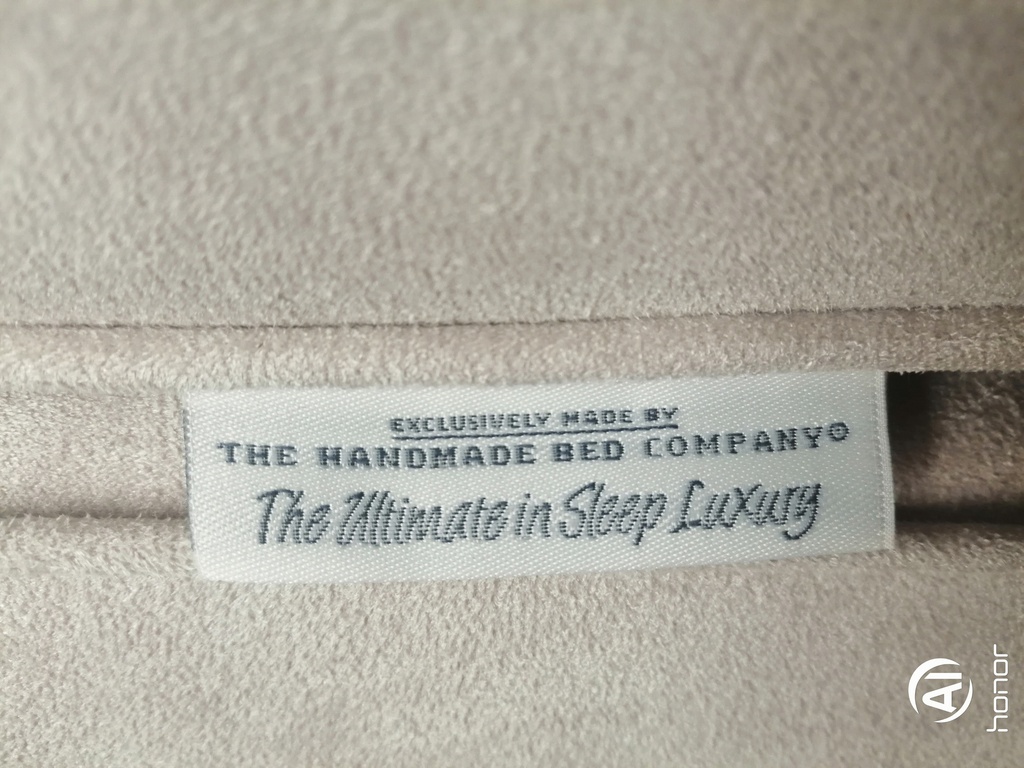 EXCLUSIVELY MADE BY
THE HANDMADE BED COMPANY©
The Ultimate in Sleep Luxury
AI
honor